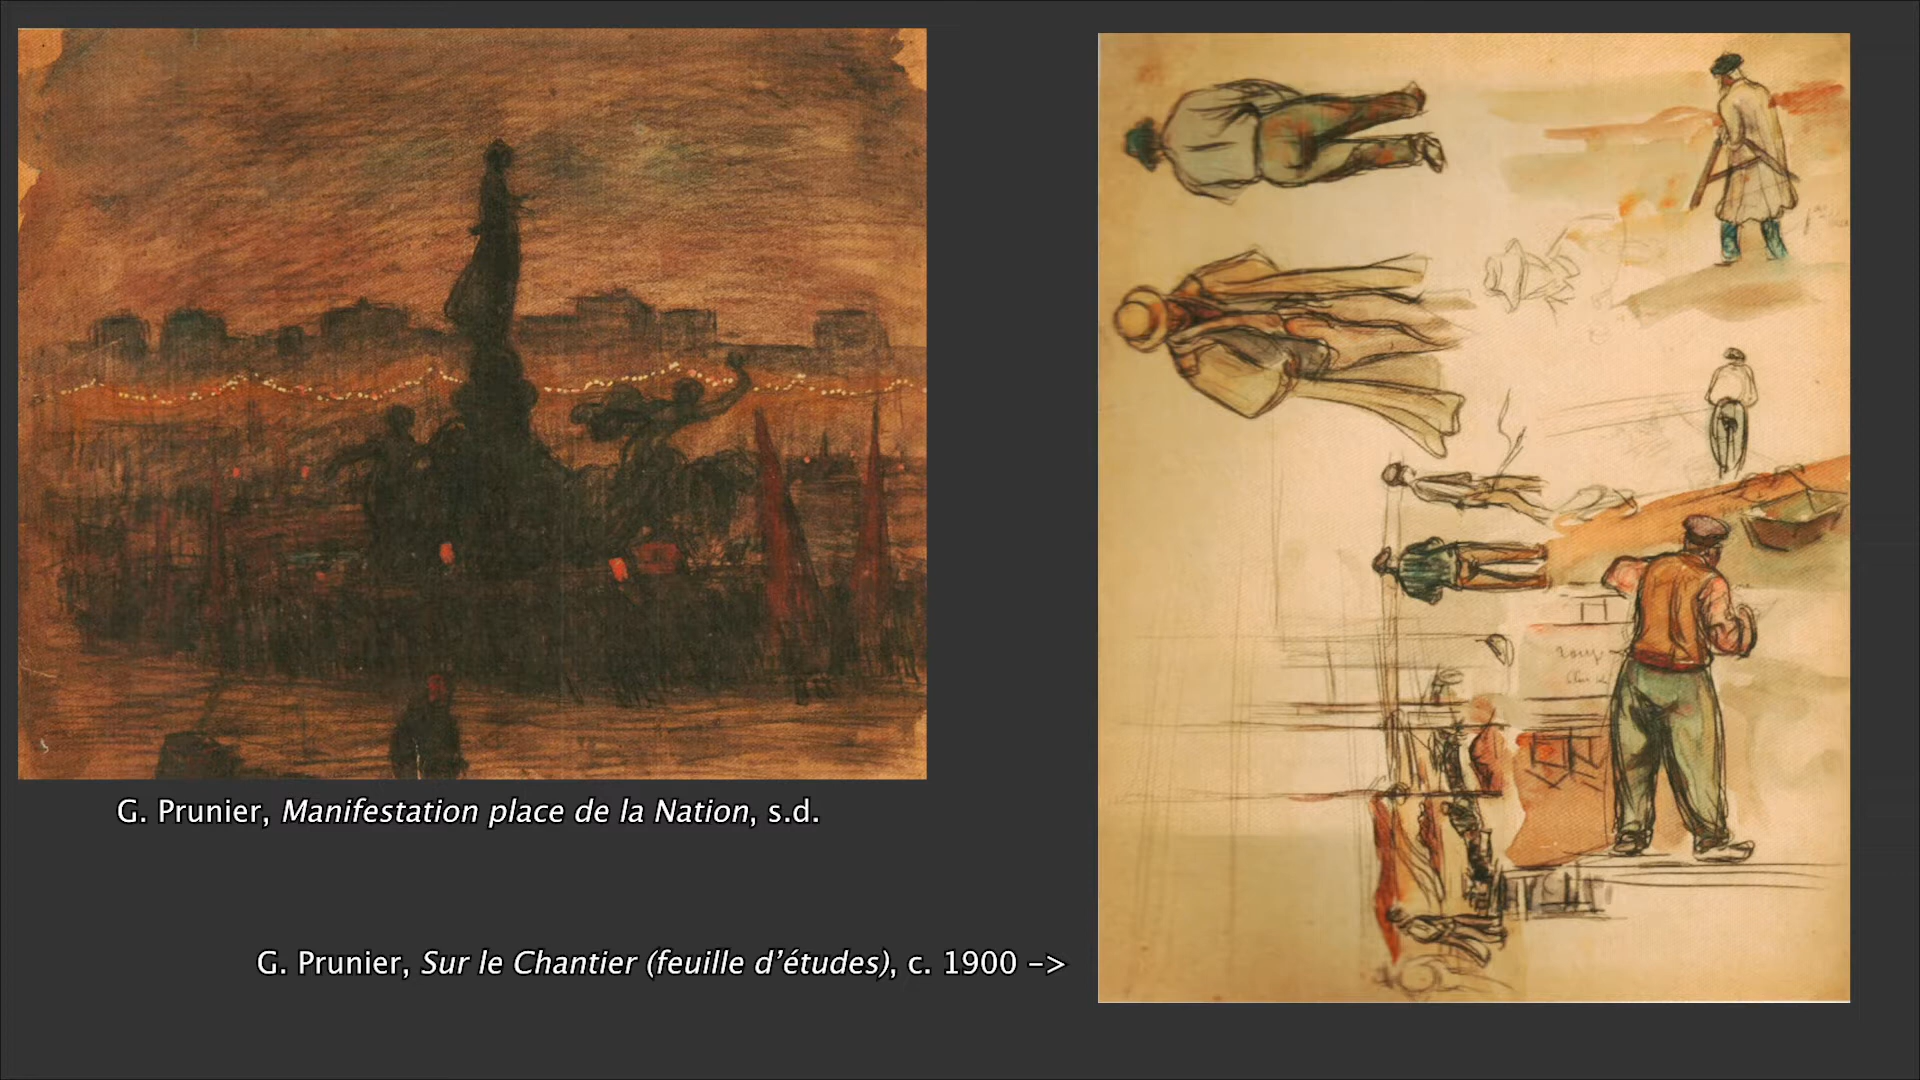 G. Prunier, Manifestation place de la Nation, s.d.
G. Prunier, Sur le Chantier (feuille d’études), c. 1900 –>